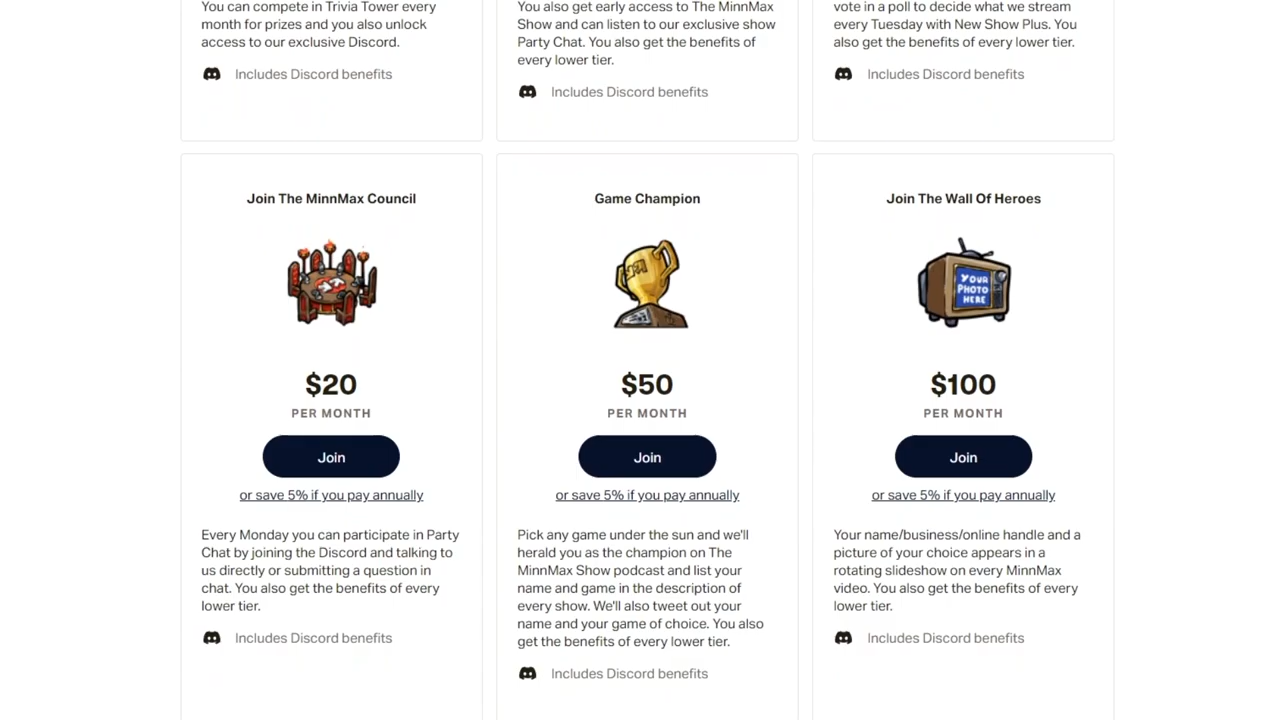 You can compete in Trivia Tower every
month for prizes and you also unlock
access to our exclusive Discord.
Includes Discord benefits
You also get early access to The MinnMax
Show and can listen to our exclusive show
Party Chat. You also get the benefits of
every lower tier.
Includes Discord benefits
vote in a poll to decide what we stream
every Tuesday with New Show Plus. You
also get the benefits of every lower tier.
Includes Discord benefits
Join The MinnMax Council
$20
PER MONTH
Join
or save 5% if you pay annually
Every Monday you can participate in Party
Chat by joining the Discord and talking to
us directly or submitting a question in
chat. You also get the benefits of every
lower tier.
Includes Discord benefits
Game Champion
$50
PER MONTH
Join
or save 5% if you pay annually
Pick any game under the sun and we'll
herald you as the champion on The
MinnMax Show podcast and list your
name and game in the description of
every show. We'll also tweet out your
name and your game of choice. You also
get the benefits of every lower tier.
Includes Discord benefits
Join The Wall Of Heroes
YOUR
PHOTO
HERE
$100
PER MONTH
Join
or save 5% if you pay annually
Your name/business/online handle and a
picture of your choice appears in a
rotating slideshow on every MinnMax
video. You also get the benefits of every
lower tier.
Includes Discord benefits